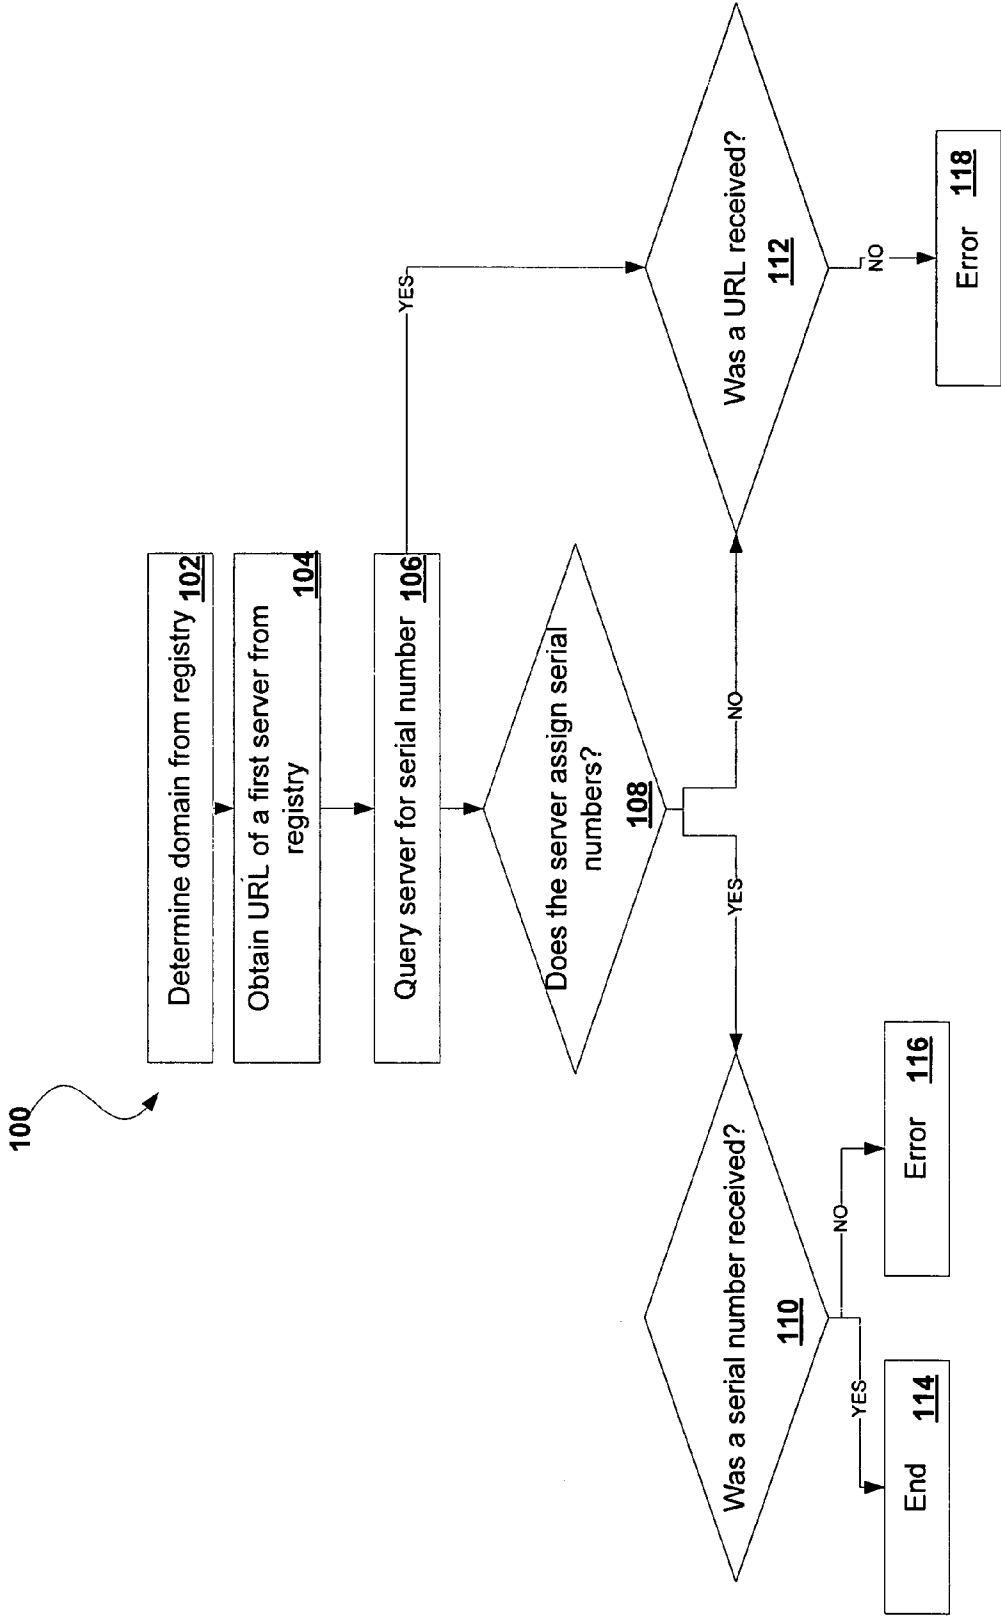 100
Determine domain from registry 102
Obtain URL of a first server from
registry
104
Query server for serial number 106
YES
Does the server assign serial
numbers?
108
YES
NO
Was a serial number received?
110
Was a URL received?
112
YES
NO
NO
End 114
Error 116
Error 118